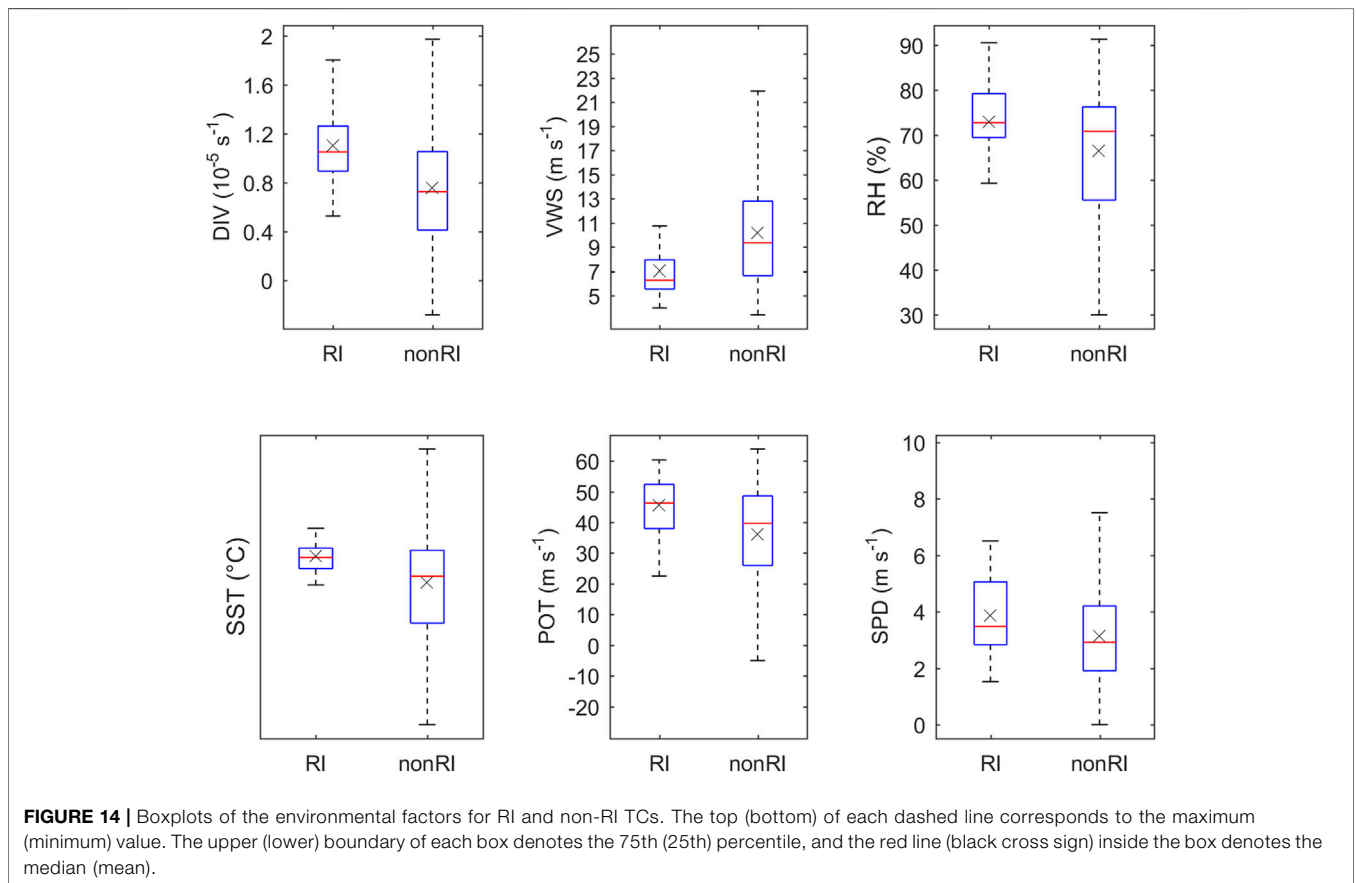 DIV (10-5 s-1)
2
1.6
1.2
0.8
0.4
0
RI nonRI
VWS (m s-1)
25
23
21
19
17
15
13
11
9
7
5
RI nonRI
RH (%)
90
80
70
60
50
40
30
RI nonRI
SST (°C)
RI nonRI
POT (m s-1)
60
50
40
30
20
10
0
-10
-20
RI nonRI
SPD (m s-1)
10
8
6
4
2
0
RI nonRI
FIGURE 14 | Boxplots of the environmental factors for RI and non-RI TCs. The top (bottom) of each dashed line corresponds to the maximum
(minimum) value. The upper (lower) boundary of each box denotes the 75th (25th) percentile, and the red line (black cross sign) inside the box denotes the
median (mean).